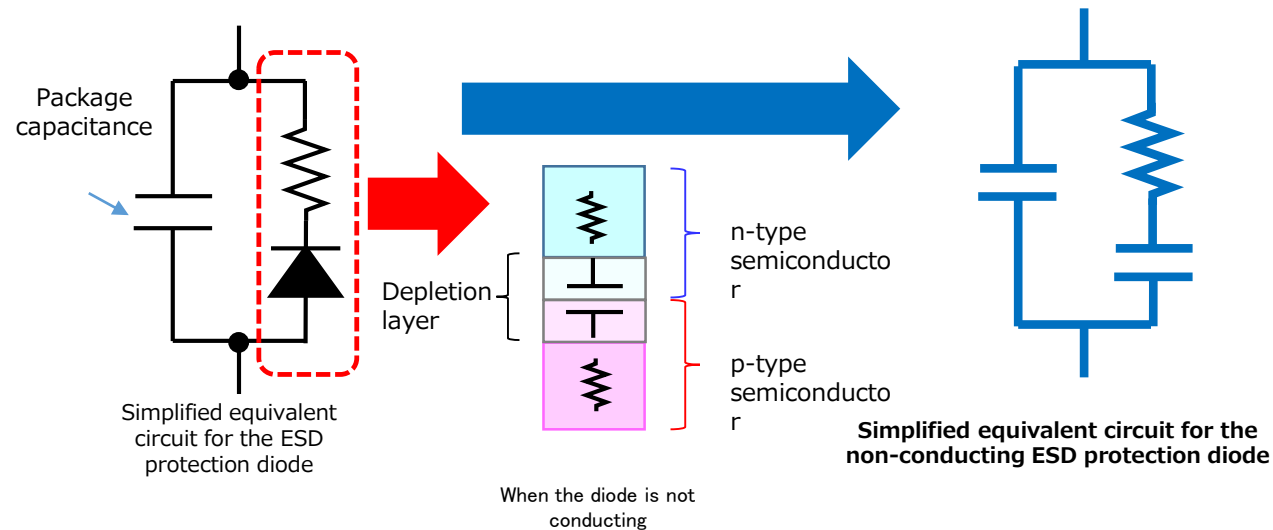 Package
capacitance
Simplified equivalent
circuit for the ESD
protection diode
Depletion
layer
n-type
semiconducto
r
p-type
semiconducto
r
When the diode is not
conducting
Simplified equivalent circuit for the
non-conducting ESD protection diode